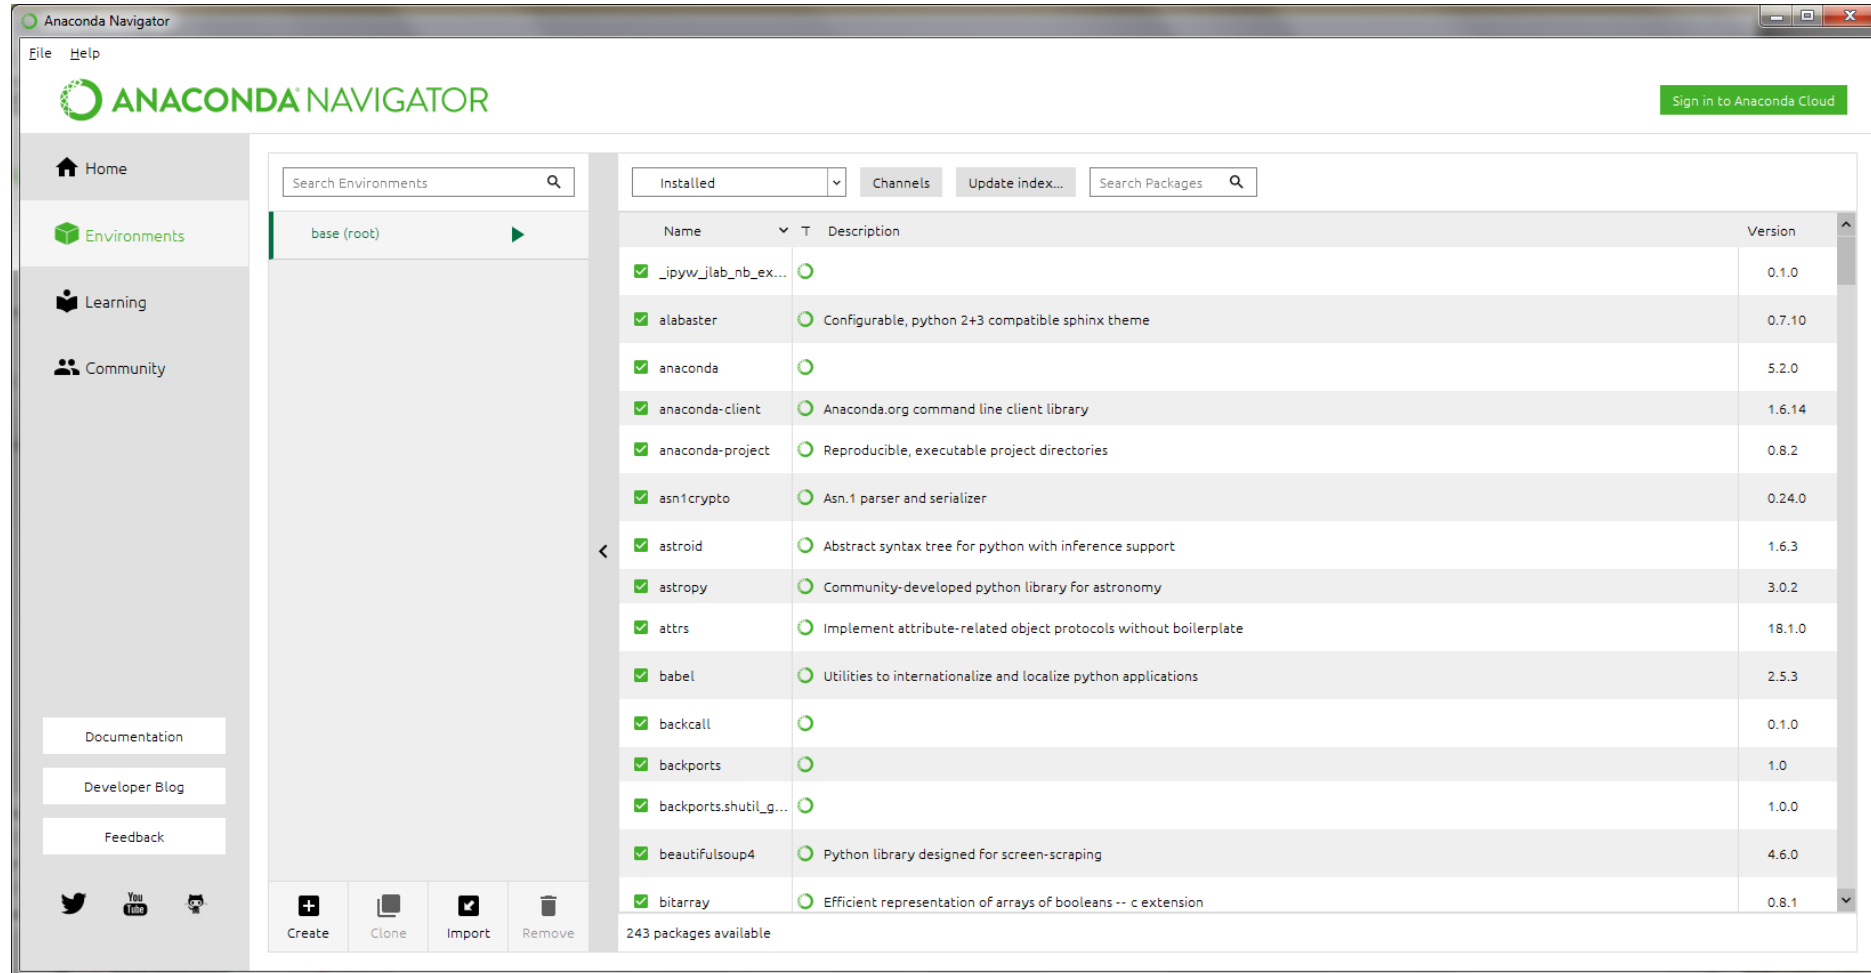 Anaconda Navigator
File Help
ANACONDA NAVIGATOR
Sign in to Anaconda Cloud
Home
Environments
Learning
Community
Documentation
Developer Blog
Feedback
You
Tube
Search Environments
base (root)
Create Clone Import Remove
Installed Channels Update index... Search Packages
Name T Description Version
_ipyw_jlab_nb_ex... 0.1.0
alabaster Configurable, python 2+3 compatible sphinx theme 0.7.10
anaconda 5.2.0
anaconda-client Anaconda.org command line client library 1.6.14
anaconda-project Reproducible, executable project directories 0.8.2
asn1crypto Asn.1 parser and serializer 0.24.0
astroid Abstract syntax tree for python with inference support 1.6.3
astropy Community-developed python library for astronomy 3.0.2
attrs Implement attribute-related object protocols without boilerplate 18.1.0
babel Utilities to internationalize and localize python applications 2.5.3
backcall 0.1.0
backports 1.0
backports.shutil_g... 1.0.0
beautifulsoup4 Python library designed for screen-scraping 4.6.0
bitarray Efficient representation of arrays of booleans -- c extension 0.8.1
243 packages available